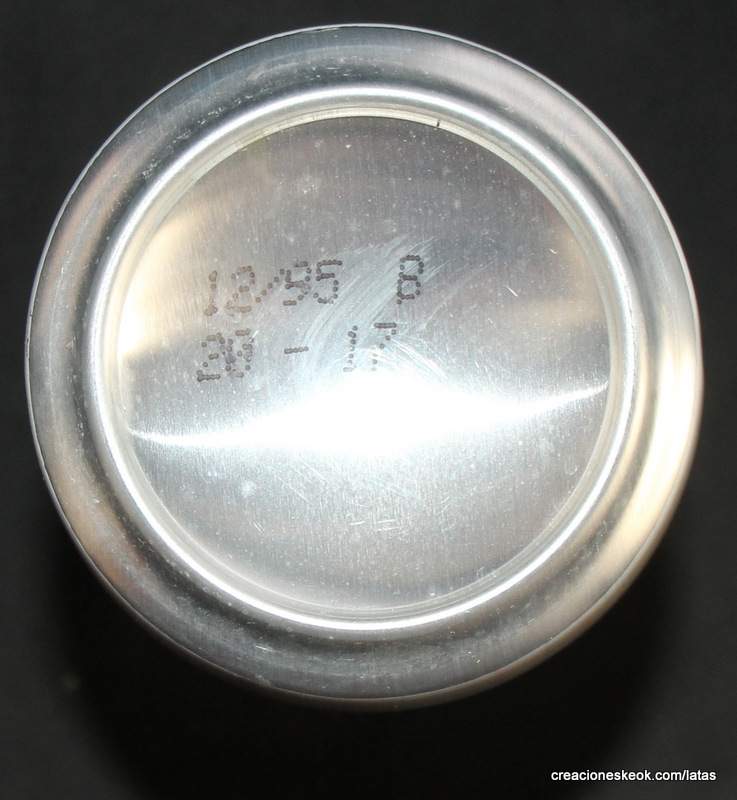 12/95 B
20 - 17
creacioneskeok.com/latas